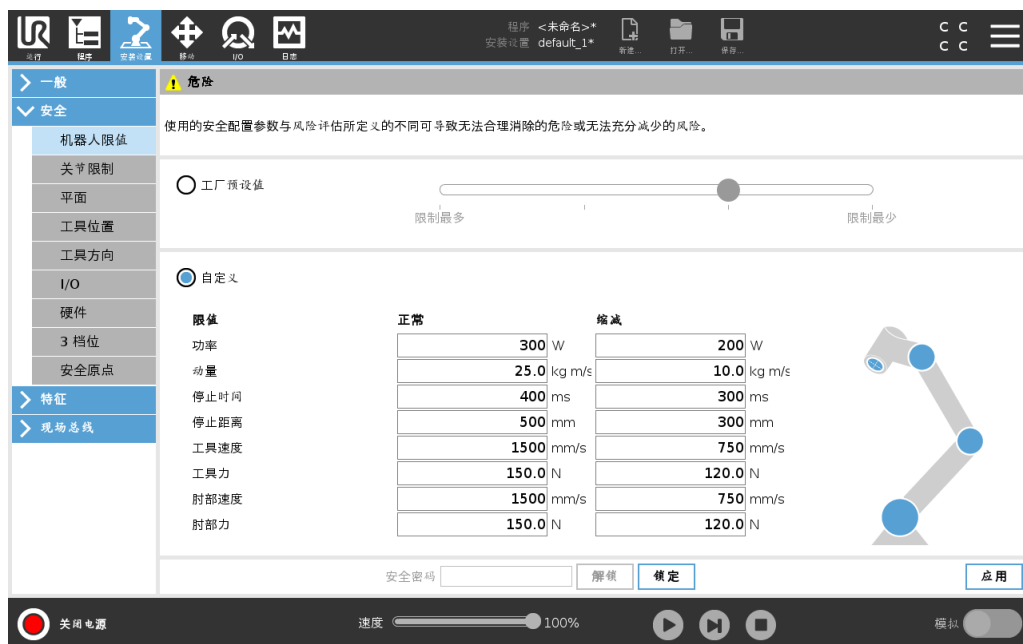 UR
程序 <未命名>*
安装设置 default_1*
新建... 打开... 保存...
C C
C C
运行 程序 安装设置 移动 I/O 日志
一般
安全
机器人限值
关节限制
平面
工具位置
工具方向
I/O
硬件
3 档位
安全原点
特征
现场总线
危险
使用的安全配置参数与风险评估所定义的不同可导致无法合理消除的危险或无法充分减少的风险。
工厂预设值
限制最多 限制最少
自定义
限值 正常 缩减
功率 300 W 200 W
动量 25.0 kg m/s 10.0 kg m/s
停止时间 400 ms 300 ms
停止距离 500 mm 300 mm
工具速度 1500 mm/s 750 mm/s
工具力 150.0 N 120.0 N
肘部速度 1500 mm/s 750 mm/s
肘部力 150.0 N 120.0 N
安全密码 解锁 锁定 应用
关闭电源 速度 100% 模拟